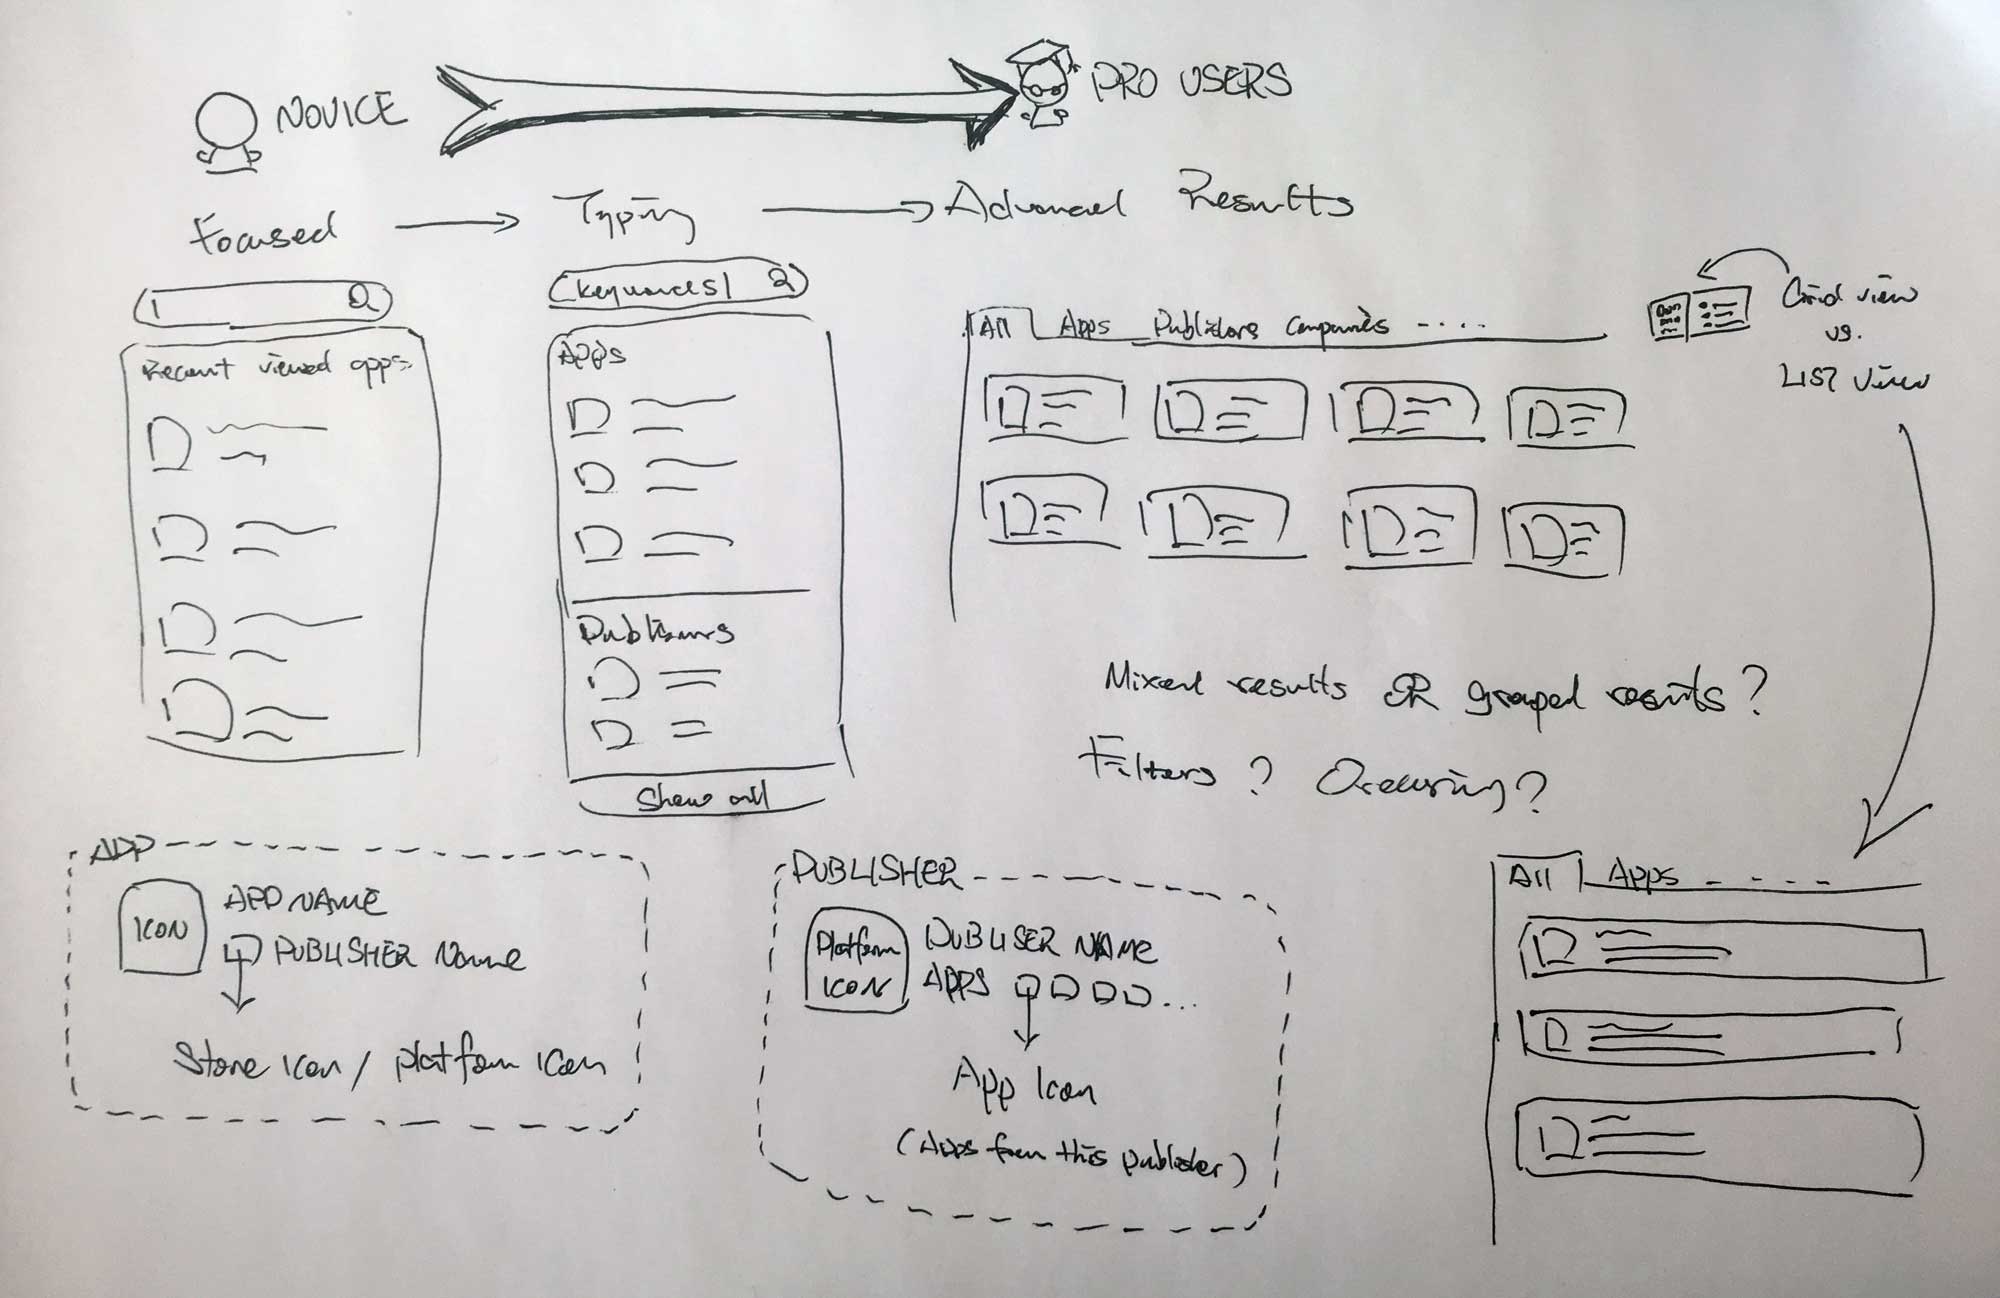 NOVICE
PRO USERS
Focused
Typing
Advanced Results
Recent viewed apps
(keywords)
Apps
Publishers
Show all
All Apps Publishers Companies ....
Grid view
vs.
LIST view
Mixed results OR grouped results?
Filters? Ordering?
APP
ICON
APP NAME
PUBLISHER Name
Store icon / platform icon
PUBLISHER
Platform
ICON
PUBLISER NAME
APPS
...
App Icon
(Apps from this publisher)
All Apps - ....